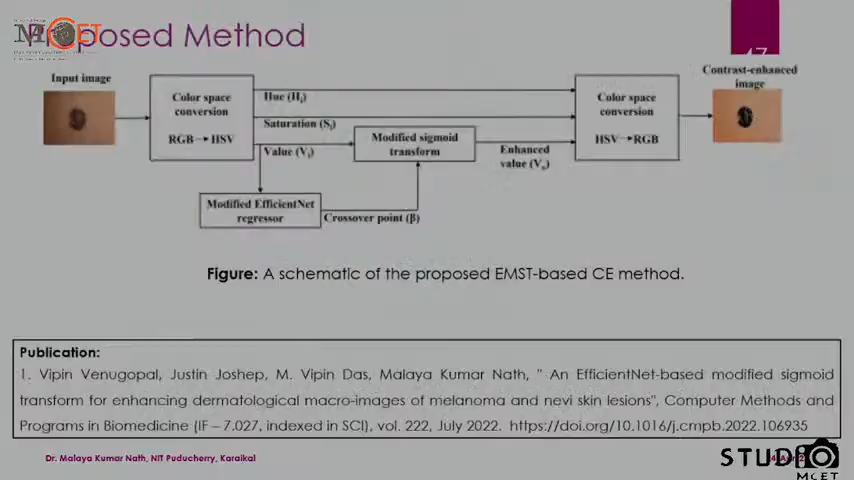 MCET
Proposed Method
47
Input image
Color space
conversion
RGB→HSV
Hue (Hi)
Saturation (Si)
Value (Vi)
Modified sigmoid
transform
Enhanced
value (Vo)
Modified EfficientNet
regressor
Crossover point (β)
Color space
conversion
HSV→RGB
Contrast-enhanced
image
Figure: A schematic of the proposed EMST-based CE method.
Publication:
1. Vipin Venugopal, Justin Joshep, M. Vipin Das, Malaya Kumar Nath, " An EfficientNet-based modified sigmoid
transform for enhancing dermatological macro-images of melanoma and nevi skin lesions", Computer Methods and
Programs in Biomedicine (IF – 7.027, indexed in SCI), vol. 222, July 2022. https://doi.org/10.1016/j.cmpb.2022.106935
Dr. Malaya Kumar Nath, NIT Puducherry, Karaikal
STUDIO
MCET